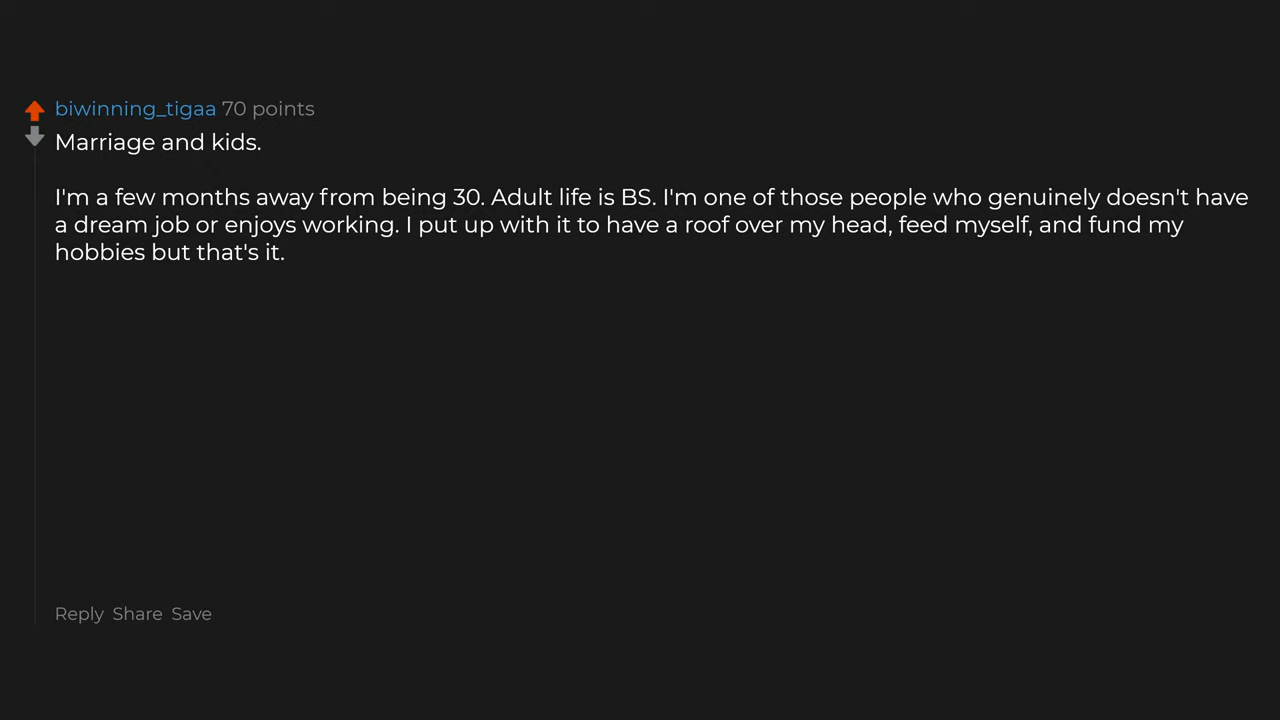 biwinning_tigaa 70 points
Marriage and kids.
I'm a few months away from being 30. Adult life is BS. I'm one of those people who genuinely doesn't have
a dream job or enjoys working. I put up with it to have a roof over my head, feed myself, and fund my
hobbies but that's it.
Reply Share Save